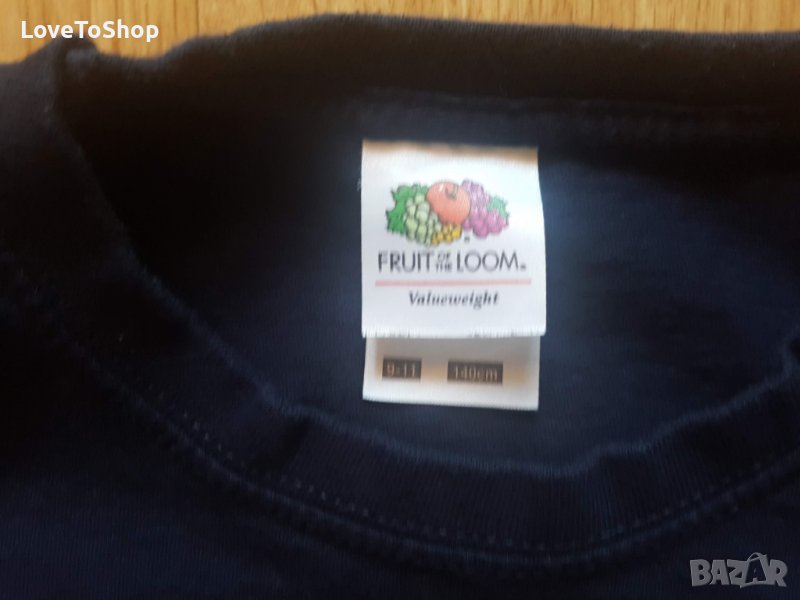 LoveToShop
FRUIT OF THE LOOM®
Valueweight
9-11 140cm
BAZAR